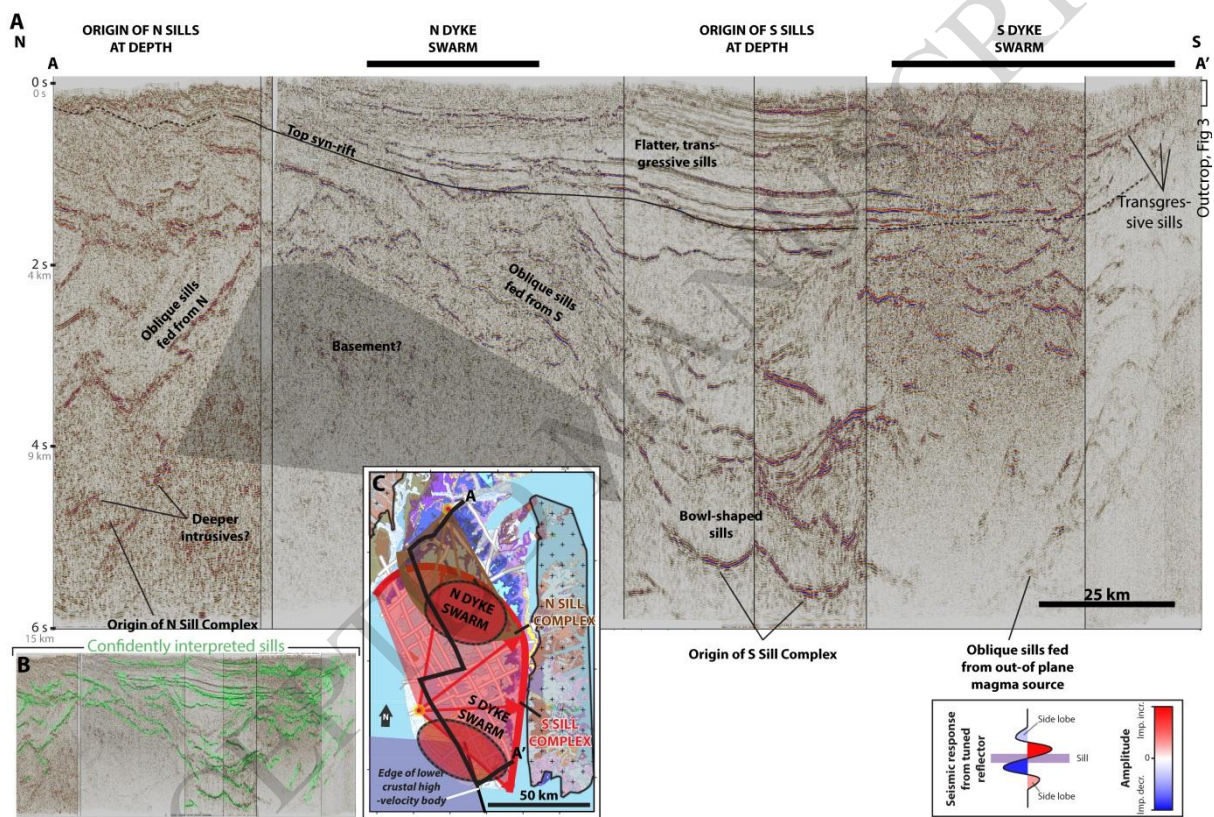 A
N
ORIGIN OF N SILLS
AT DEPTH
N DYKE
SWARM
ORIGIN OF S SILLS
AT DEPTH
S DYKE
SWARM
S
A
A'
0 s
0s
Top syn-rift
Flatter, trans-
gressive sills
Outcrop, Fig 3
Transgres-
sive sills
2 s
4 km
Oblique sills
fed from N
Oblique sills
fed from S
Basement?
4 s
9 km
Deeper
intrusives?
Bowl-shaped
sills
25 km
6 s
15 km
Origin of N Sill Complex
Origin of S Sill Complex
Oblique sills fed
from out-of plane
magma source
Confidently interpreted sills
B
C
A
N DYKE
SWARM
N SILL
COMPLEX
S DYKE
SWARM
S SILL
COMPLEX
N
A'
Edge of lower
crustal high
-velocity body
50 km
Seismic response
from tuned
reflector
Side lobe
Sill
Side lobe
Amplitude
Imp. incr.
0
Imp. decr.
ACCEPTED MANUSCRIPT